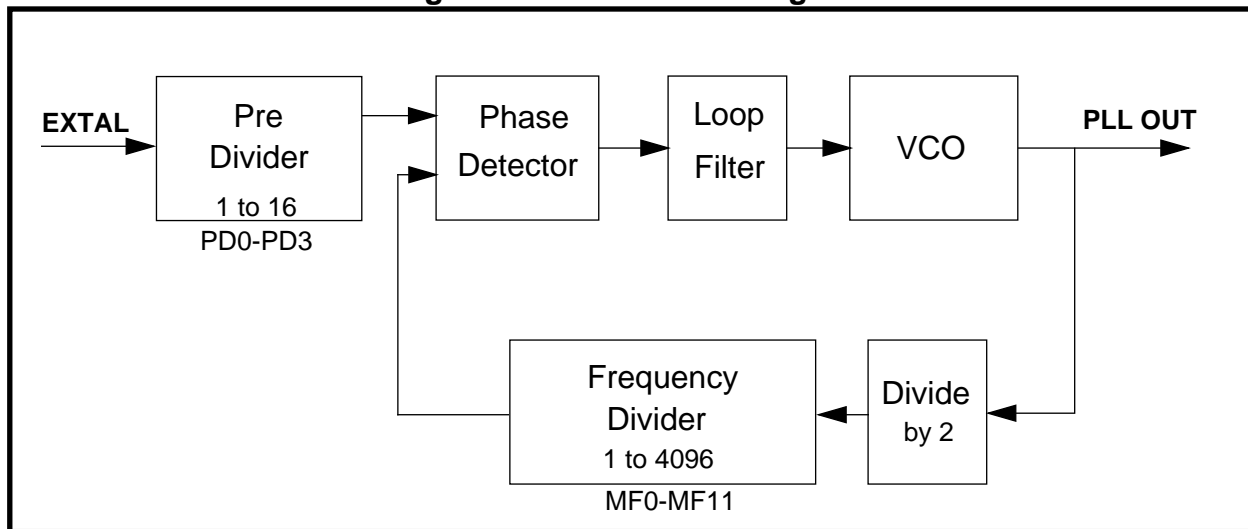 EXTAL
Pre
Divider
1 to 16
PD0-PD3
Phase
Detector
Loop
Filter
VCO
PLL OUT
Frequency
Divider
1 to 4096
MF0-MF11
Divide
by 2